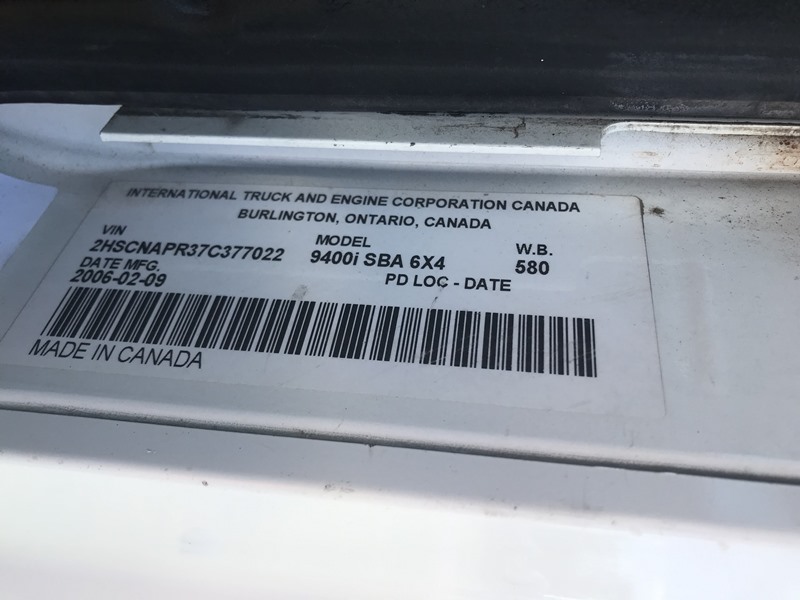 INTERNATIONAL TRUCK AND ENGINE CORPORATION CANADA
BURLINGTON, ONTARIO, CANADA
VIN MODEL W.B.
2HSCNAPR37C377022 9400i SBA 6X4 580
DATE MFG. PD LOC - DATE
2006-02-09
MADE IN CANADA